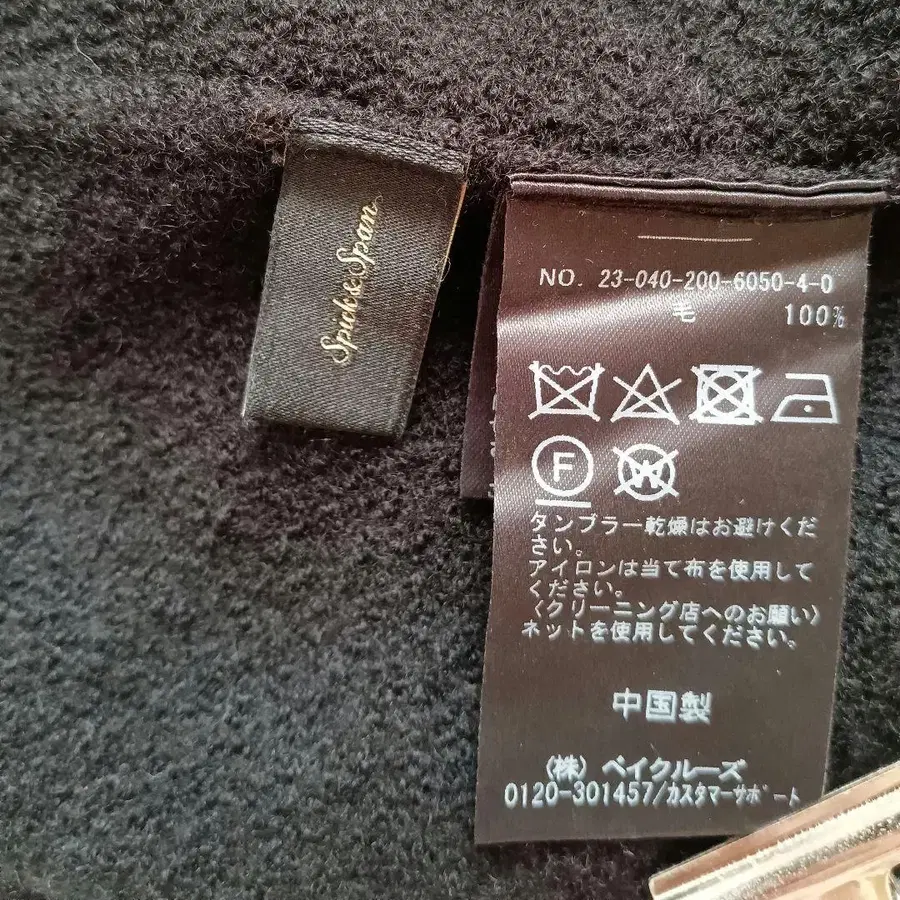 Spick&Span
NO. 23-040-200-6050-4-0
毛 100%
F
W
タンブラー乾燥はお避けくだ
さい。
アイロンは当て布を使用して
ください。
〈クリーニング店へのお願い〉
ネットを使用してください。
中国製
(株) ベイクルーズ
0120-301457/カスタマーサポート